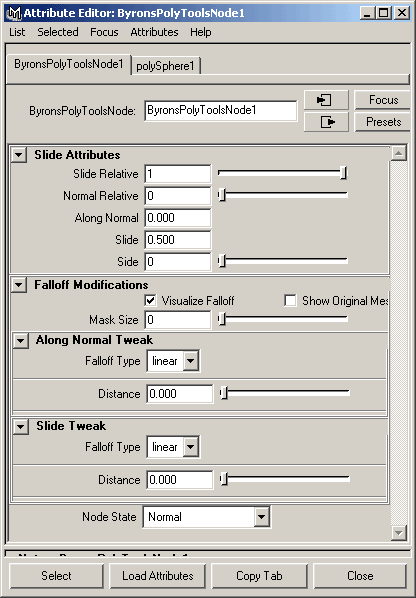 Attribute Editor: ByronsPolyToolsNode1
List Selected Focus Attributes Help
ByronsPolyToolsNode1 polySphere1
ByronsPolyToolsNode: ByronsPolyToolsNode1
Focus
Presets
Slide Attributes
Slide Relative 1
Normal Relative 0
Along Normal 0.000
Slide 0.500
Side 0
Falloff Modifications
Visualize Falloff Show Original Mes
Mask Size 0
Along Normal Tweak
Falloff Type linear
Distance 0.000
Slide Tweak
Falloff Type linear
Distance 0.000
Node State Normal
Select Load Attributes Copy Tab Close